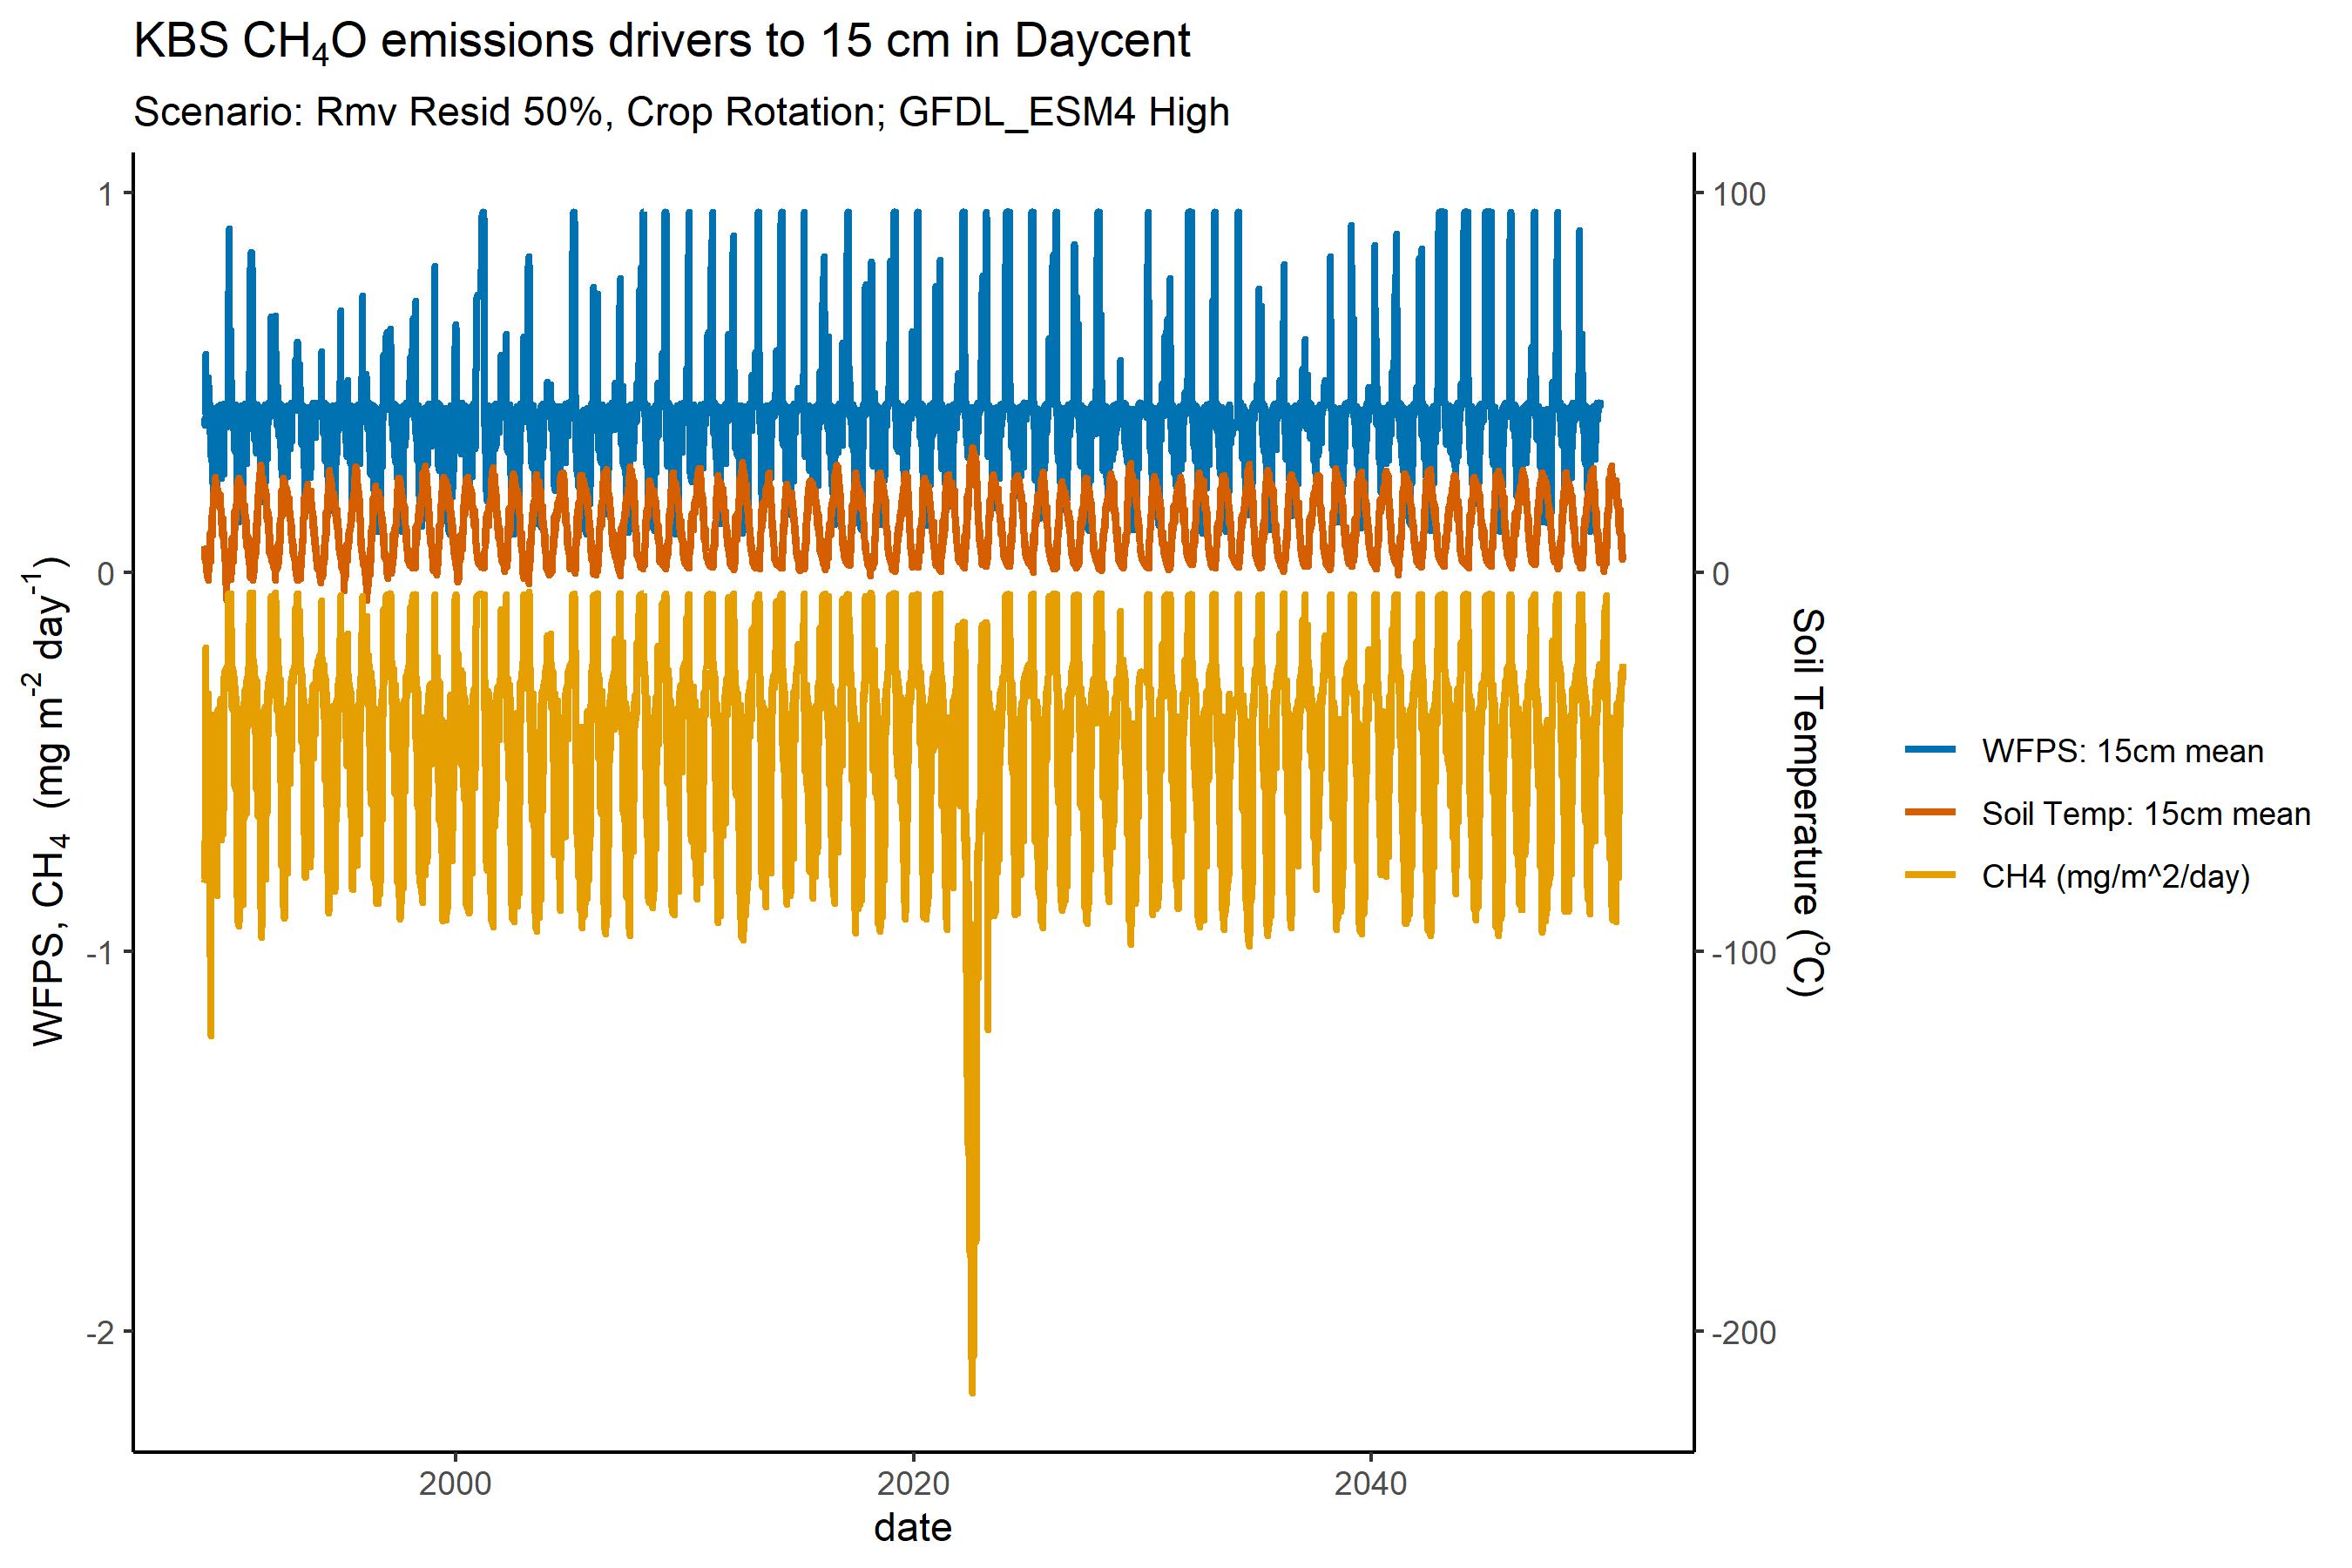 KBS CH₄O emissions drivers to 15 cm in Daycent
Scenario: Rmv Resid 50%, Crop Rotation; GFDL_ESM4 High
1
0
-1
-2
WFPS, CH₄ (mg m⁻² day⁻¹)
100
0
-100
-200
Soil Temperature (ºC)
2000
2020
2040
date
WFPS: 15cm mean
Soil Temp: 15cm mean
CH4 (mg/m^2/day)